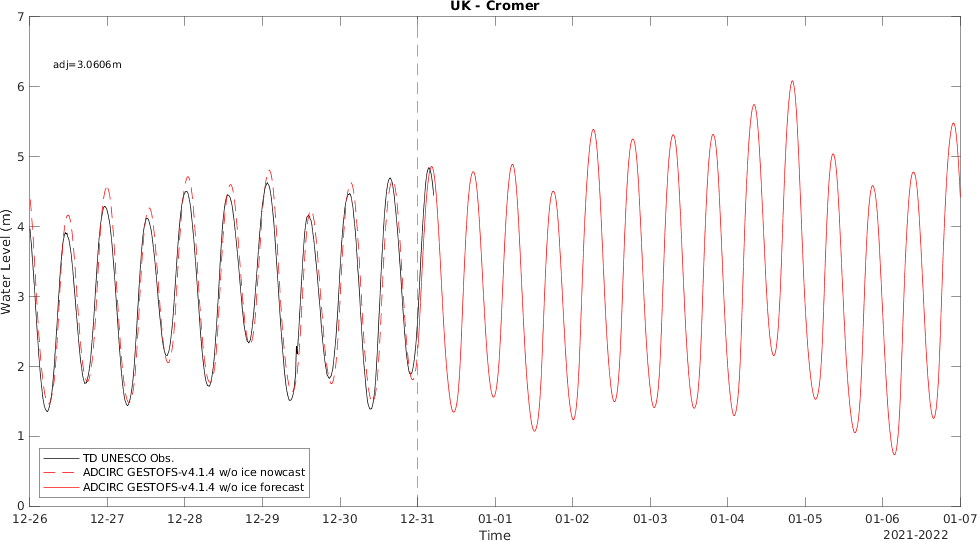 UK - Cromer
adj=3.0606m
7
6
5
4
3
2
1
0
Water Level (m)
TD UNESCO Obs.
ADCIRC GESTOFS-v4.1.4 w/o ice nowcast
ADCIRC GESTOFS-v4.1.4 w/o ice forecast
12-26 12-27 12-28 12-29 12-30 12-31 01-01 01-02 01-03 01-04 01-05 01-06 01-07
Time
2021-2022